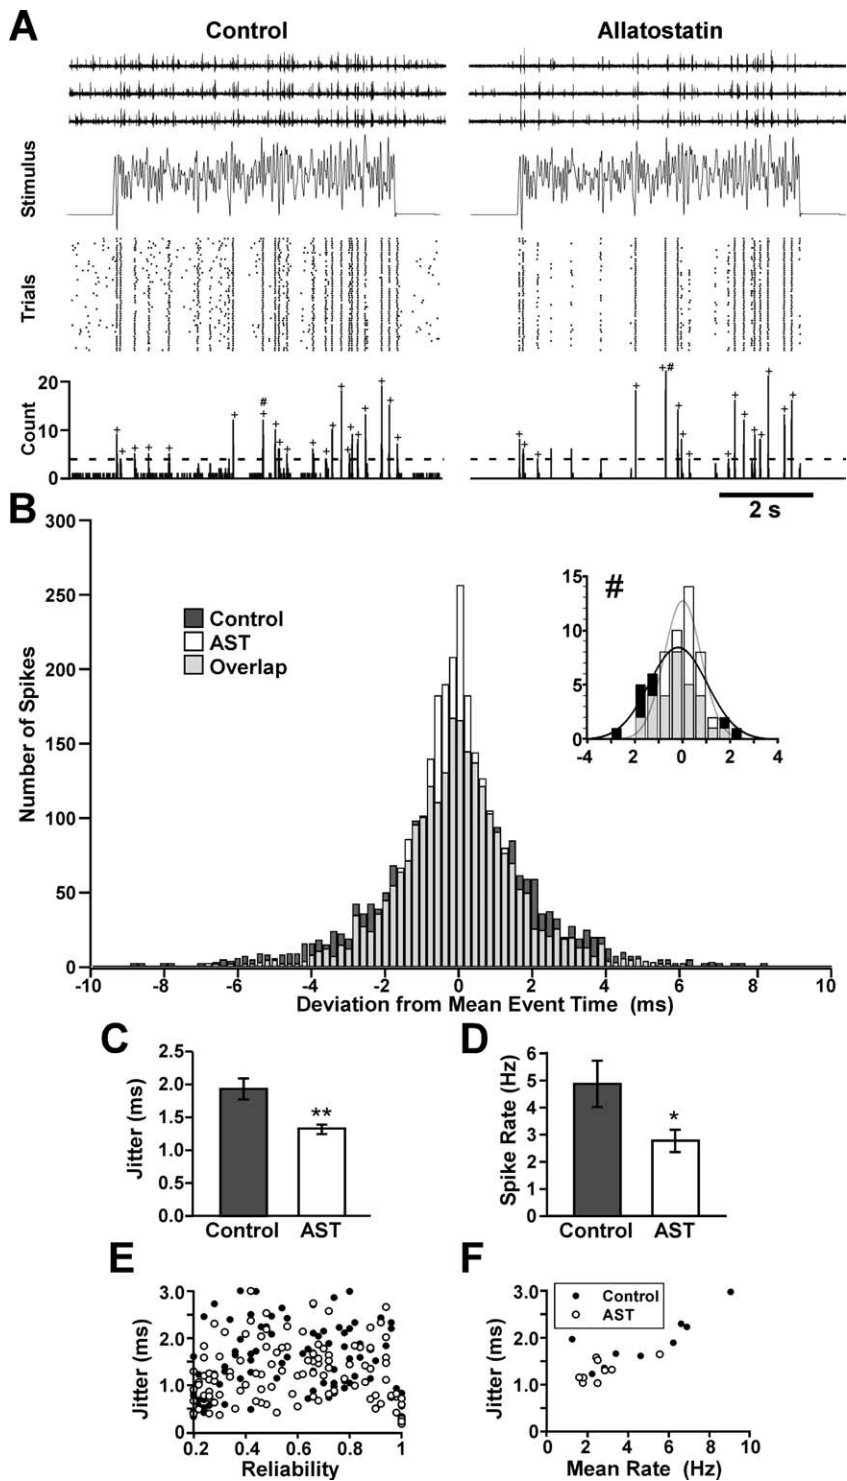 A
Control
Allatostatin
Stimulus
Trials
Count
20
10
0
+ # +
+ #
2 s
B
300
250
200
150
100
50
0
Number of Spikes
Control
AST
Overlap
#
15
10
5
0
-4 2 0 2 4
-10 -8 -6 -4 -2 0 2 4 6 8 10
Deviation from Mean Event Time (ms)
C
2.5
2.0
1.5
1.0
0.5
0.0
Jitter (ms)
**
Control AST
D
6
5
4
3
2
1
0
Spike Rate (Hz)
*
Control AST
E
3.0
2.0
1.0
0.0
Jitter (ms)
0.2 0.4 0.6 0.8 1
Reliability
F
3.0
2.0
1.0
0.0
Jitter (ms)
Control
AST
0 2 4 6 8 10
Mean Rate (Hz)